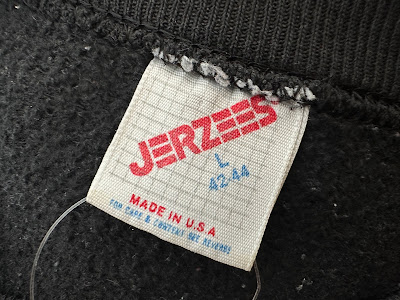 JERZEES
L
42-44
MADE IN U.S.A
FOR CARE & CONTENT SEE REVERSE